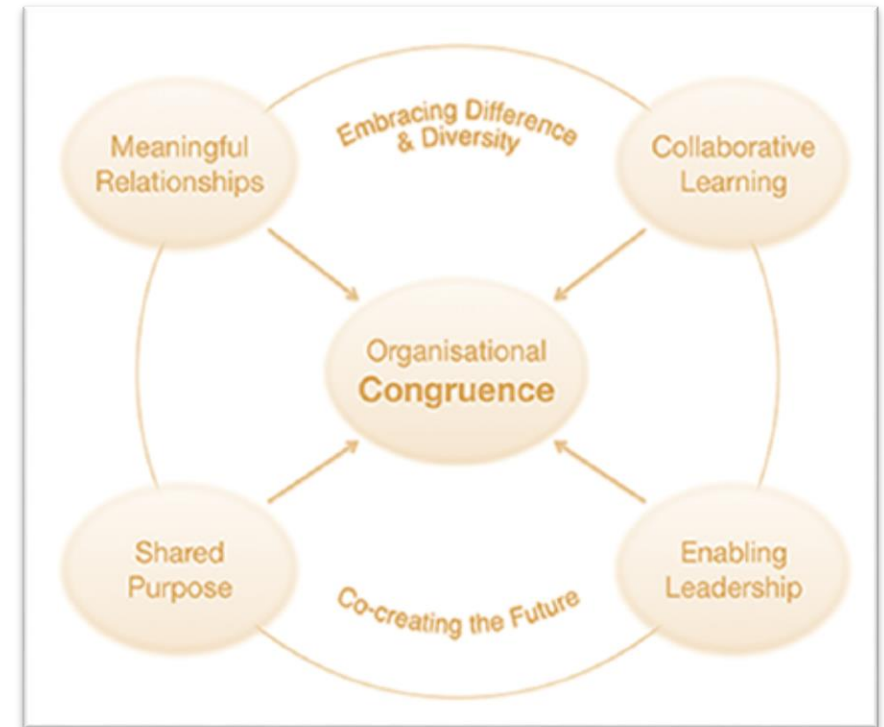 Embracing Difference
& Diversity
Meaningful
Relationships
Collaborative
Learning
Organisational
Congruence
Shared
Purpose
Enabling
Leadership
Co-creating the Future